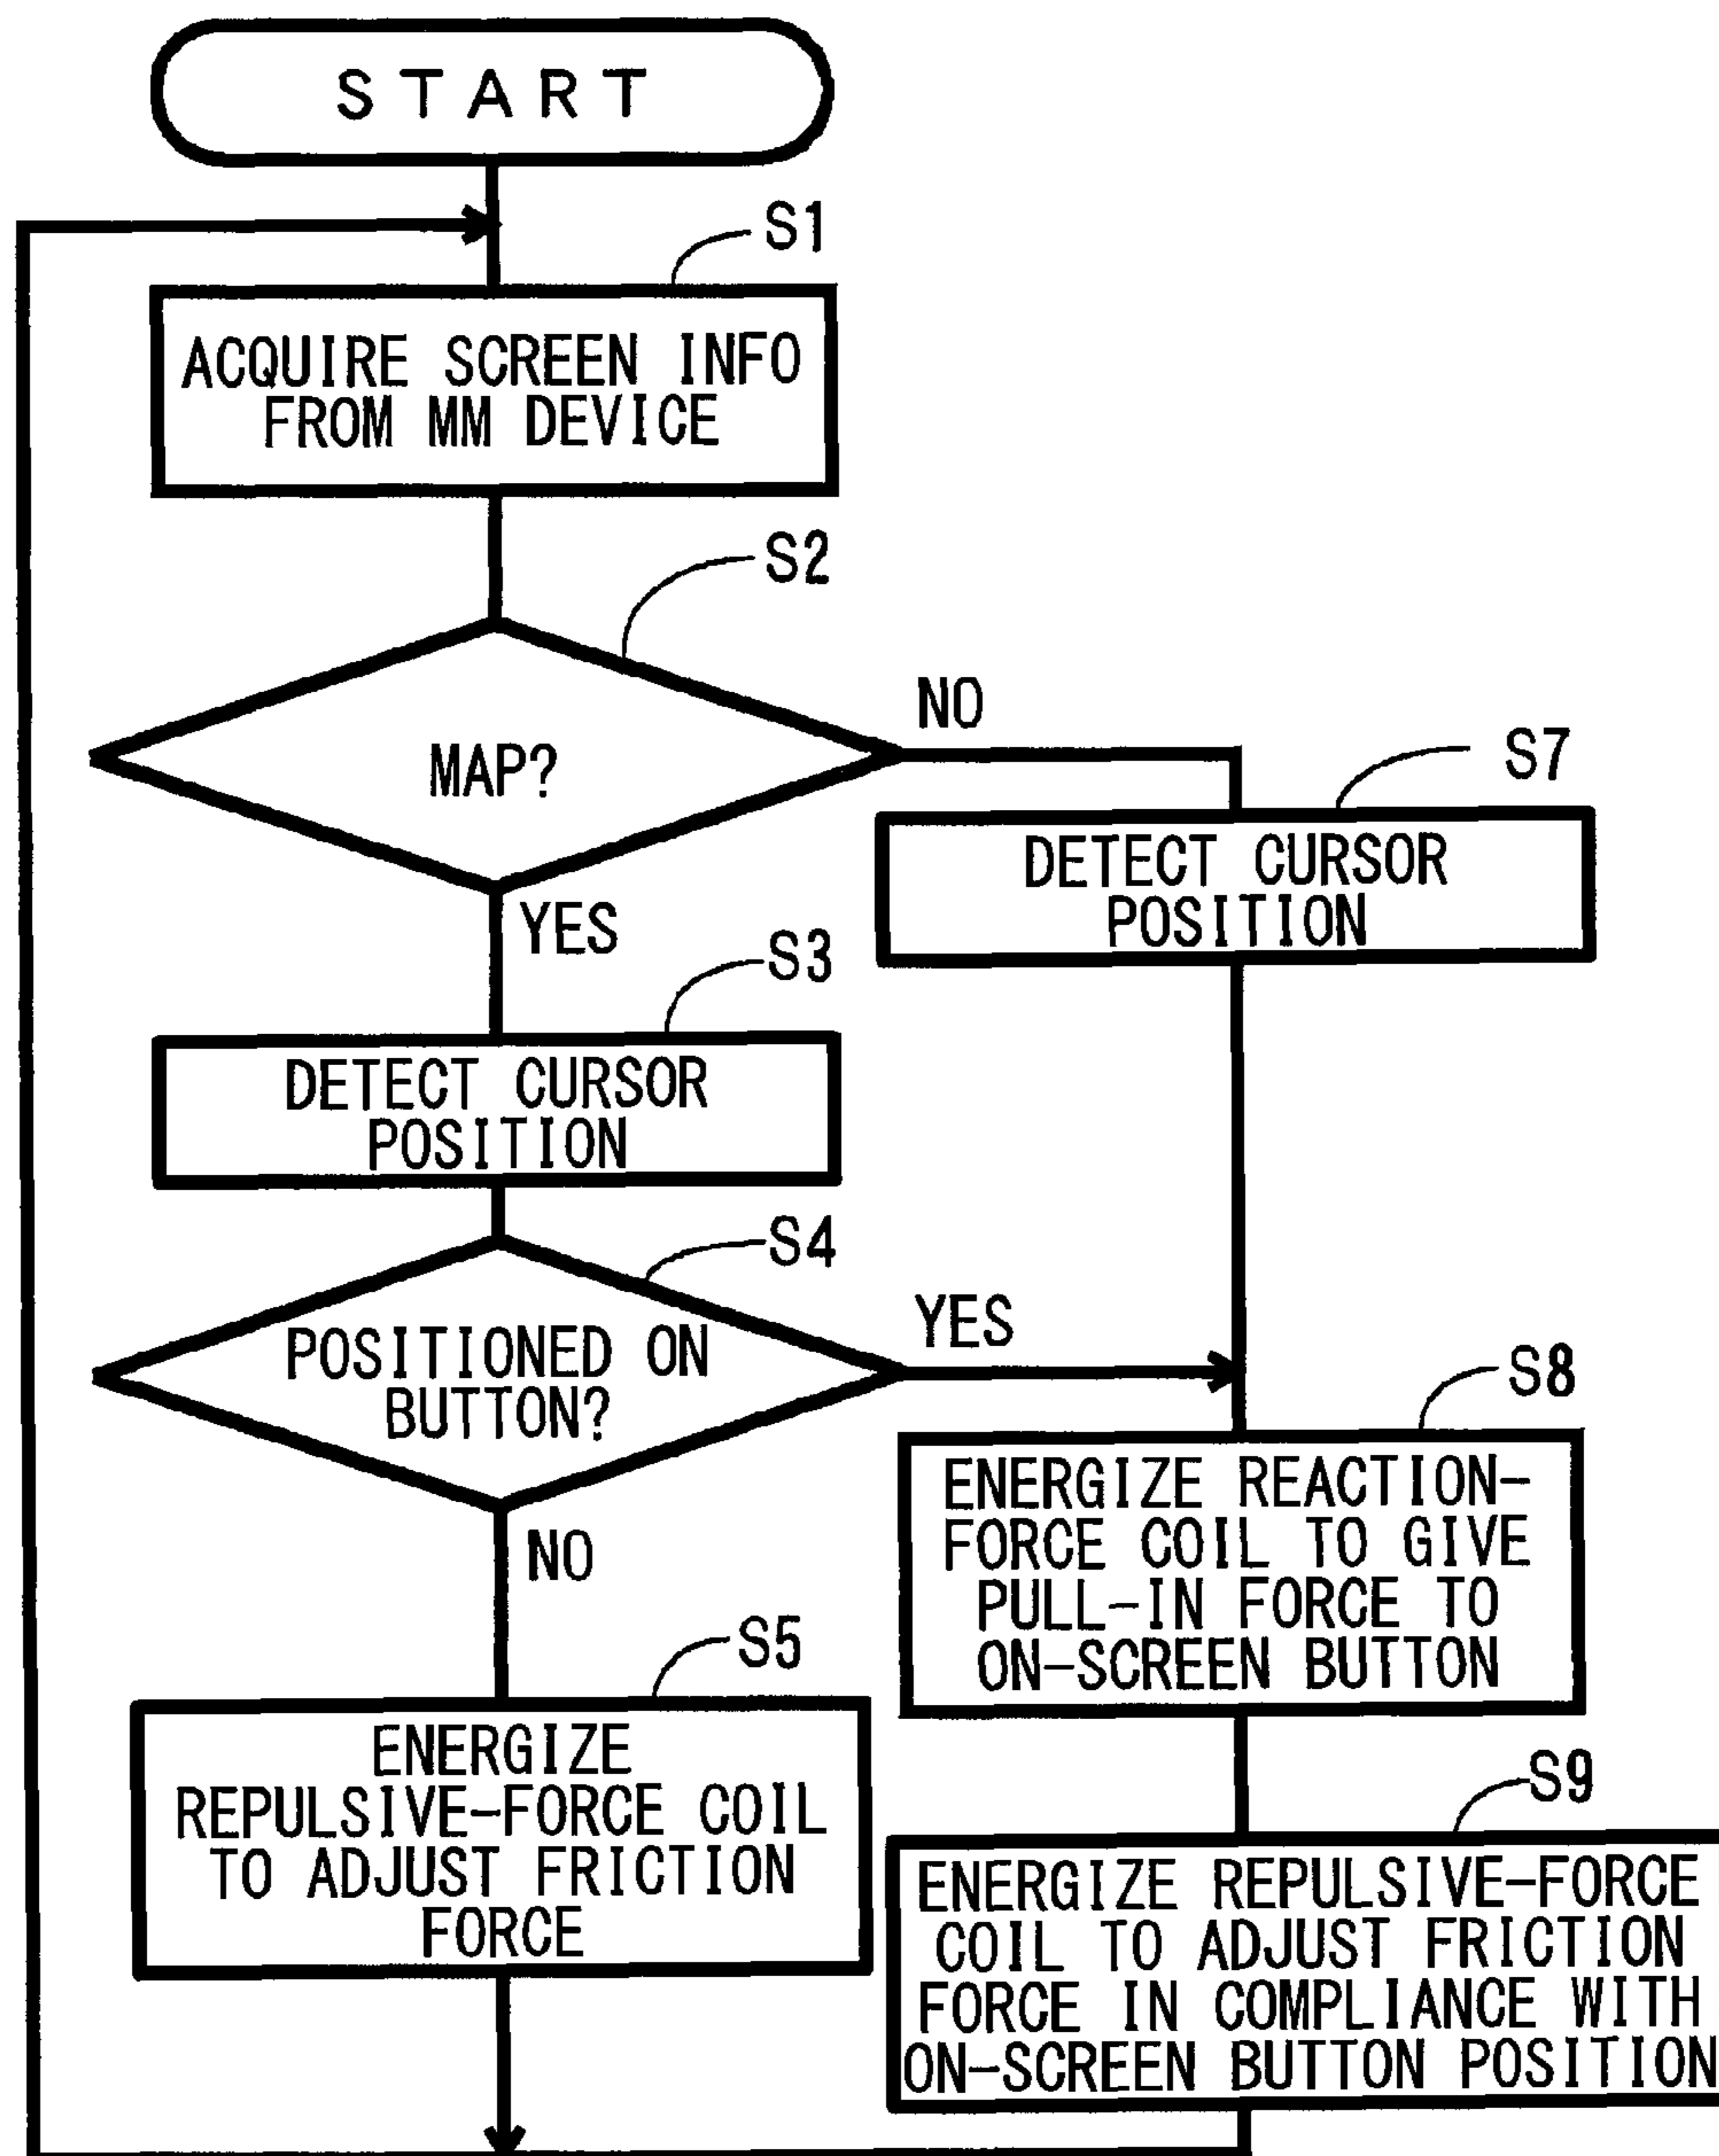 START
S1
ACQUIRE SCREEN INFO
FROM MM DEVICE
S2
MAP?
NO
YES
S7
DETECT CURSOR
POSITION
S3
DETECT CURSOR
POSITION
S4
POSITIONED ON
BUTTON?
YES
NO
S8
ENERGIZE REACTION-
FORCE COIL TO GIVE
PULL-IN FORCE TO
ON-SCREEN BUTTON
S5
ENERGIZE
REPULSIVE-FORCE COIL
TO ADJUST FRICTION
FORCE
S9
ENERGIZE REPULSIVE-FORCE
COIL TO ADJUST FRICTION
FORCE IN COMPLIANCE WITH
ON-SCREEN BUTTON POSITION